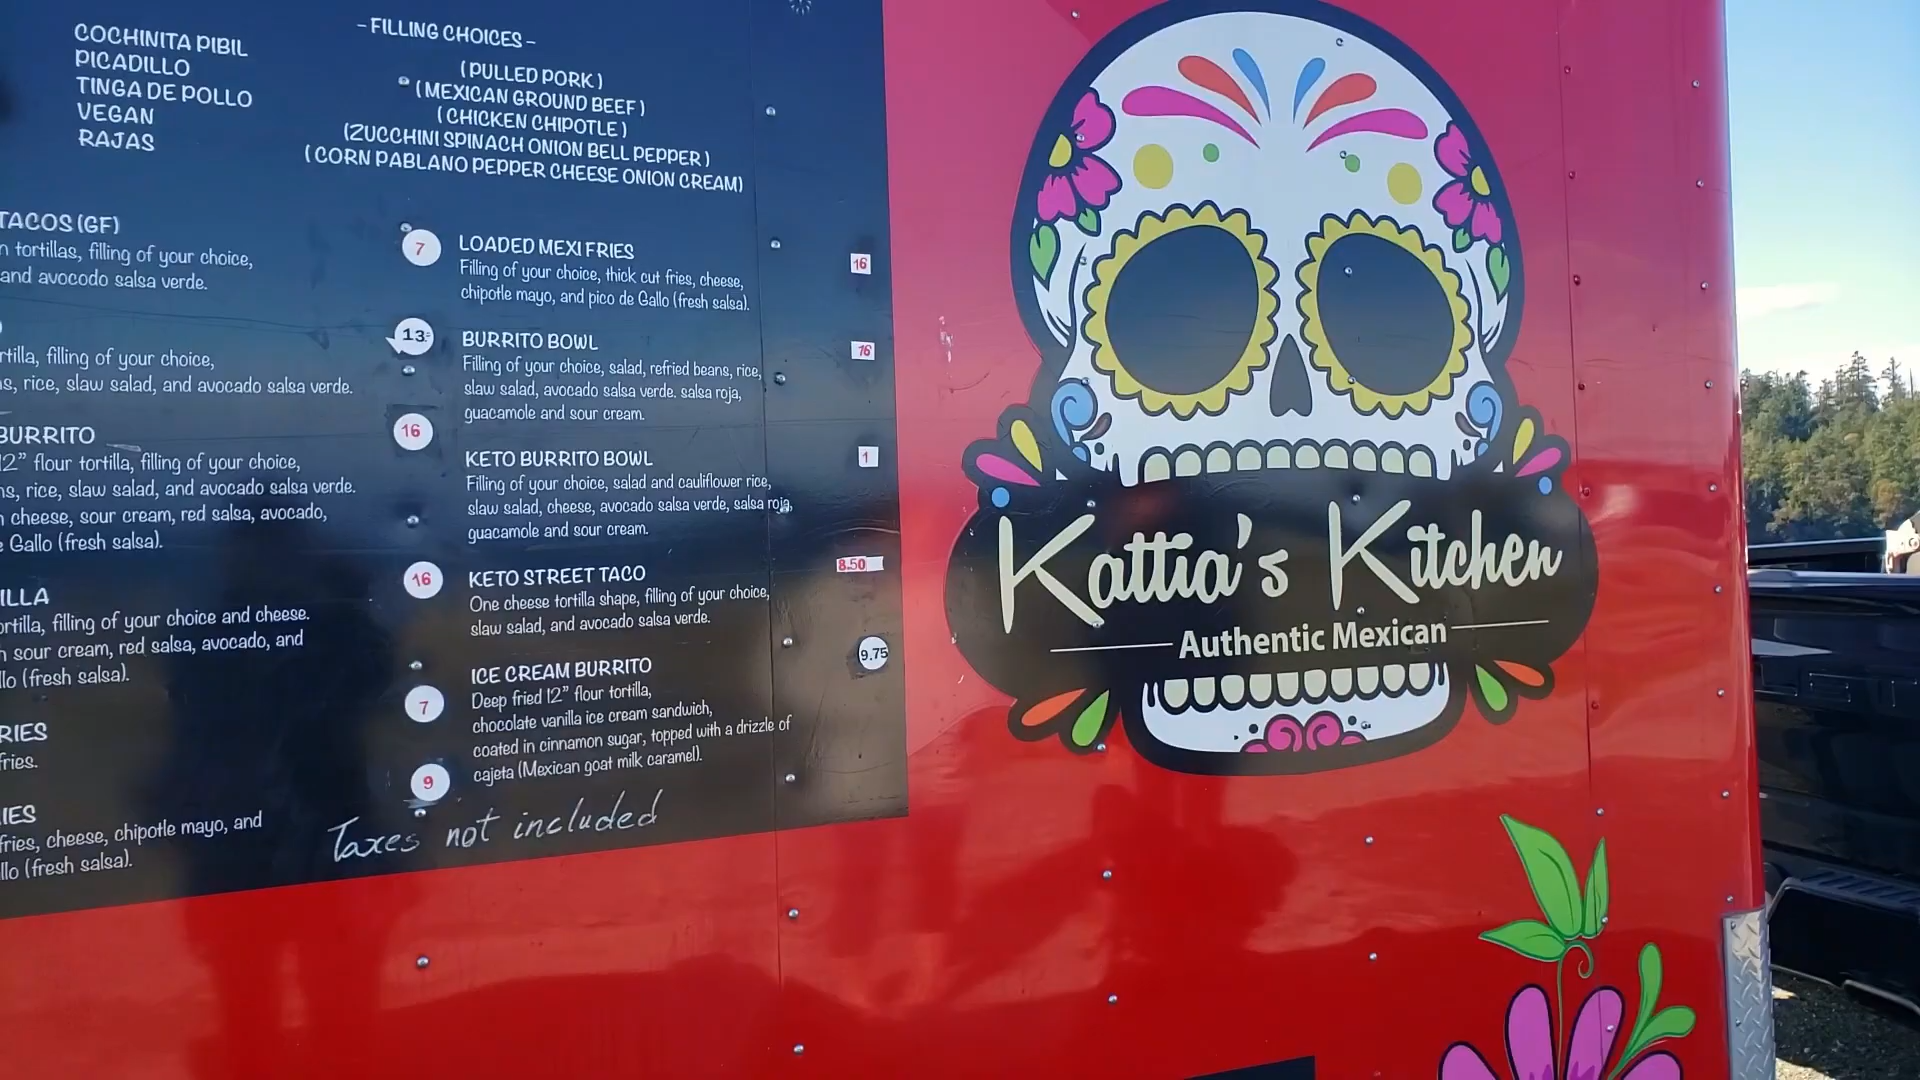 COCHINITA PIBIL
PICADILLO
TINGA DE POLLO
VEGAN
RAJAS
- FILLING CHOICES -
(PULLED PORK)
(MEXICAN GROUND BEEF)
(CHICKEN CHIPOTLE)
(ZUCCHINI SPINACH ONION BELL PEPPER)
(CORN PABLANO PEPPER CHEESE ONION CREAM)
TACOS (GF)
tortillas, filling of your choice,
and avocodo salsa verde.
7
filling of your choice,
rice, slaw salad, and avocado salsa verde.
13
BURRITO
12" flour tortilla, filling of your choice,
rice, slaw salad, and avocado salsa verde.
cheese, sour cream, red salsa, avocado,
Gallo (fresh salsa).
16
filling of your choice and cheese.
sour cream, red salsa, avocado, and
(fresh salsa).
16
fries.
7
fries, cheese, chipotle mayo, and
(fresh salsa).
9
LOADED MEXI FRIES
Filling of your choice, thick cut fries, cheese,
chipotle mayo, and pico de Gallo (fresh salsa).
16
BURRITO BOWL
Filling of your choice, salad, refried beans, rice,
slaw salad, avocado salsa verde. salsa roja,
guacamole and sour cream.
16
KETO BURRITO BOWL
Filling of your choice, salad and cauliflower rice,
slaw salad, cheese, avocado salsa verde, salsa roja,
guacamole and sour cream.
1
KETO STREET TACO
One cheese tortilla shape, filling of your choice,
slaw salad, and avocado salsa verde.
8.50
ICE CREAM BURRITO
Deep fried 12" flour tortilla,
chocolate vanilla ice cream sandwich,
coated in cinnamon sugar, topped with a drizzle of
cajeta (Mexican goat milk caramel).
9.75
Taxes not included
Kattia's Kitchen
Authentic Mexican